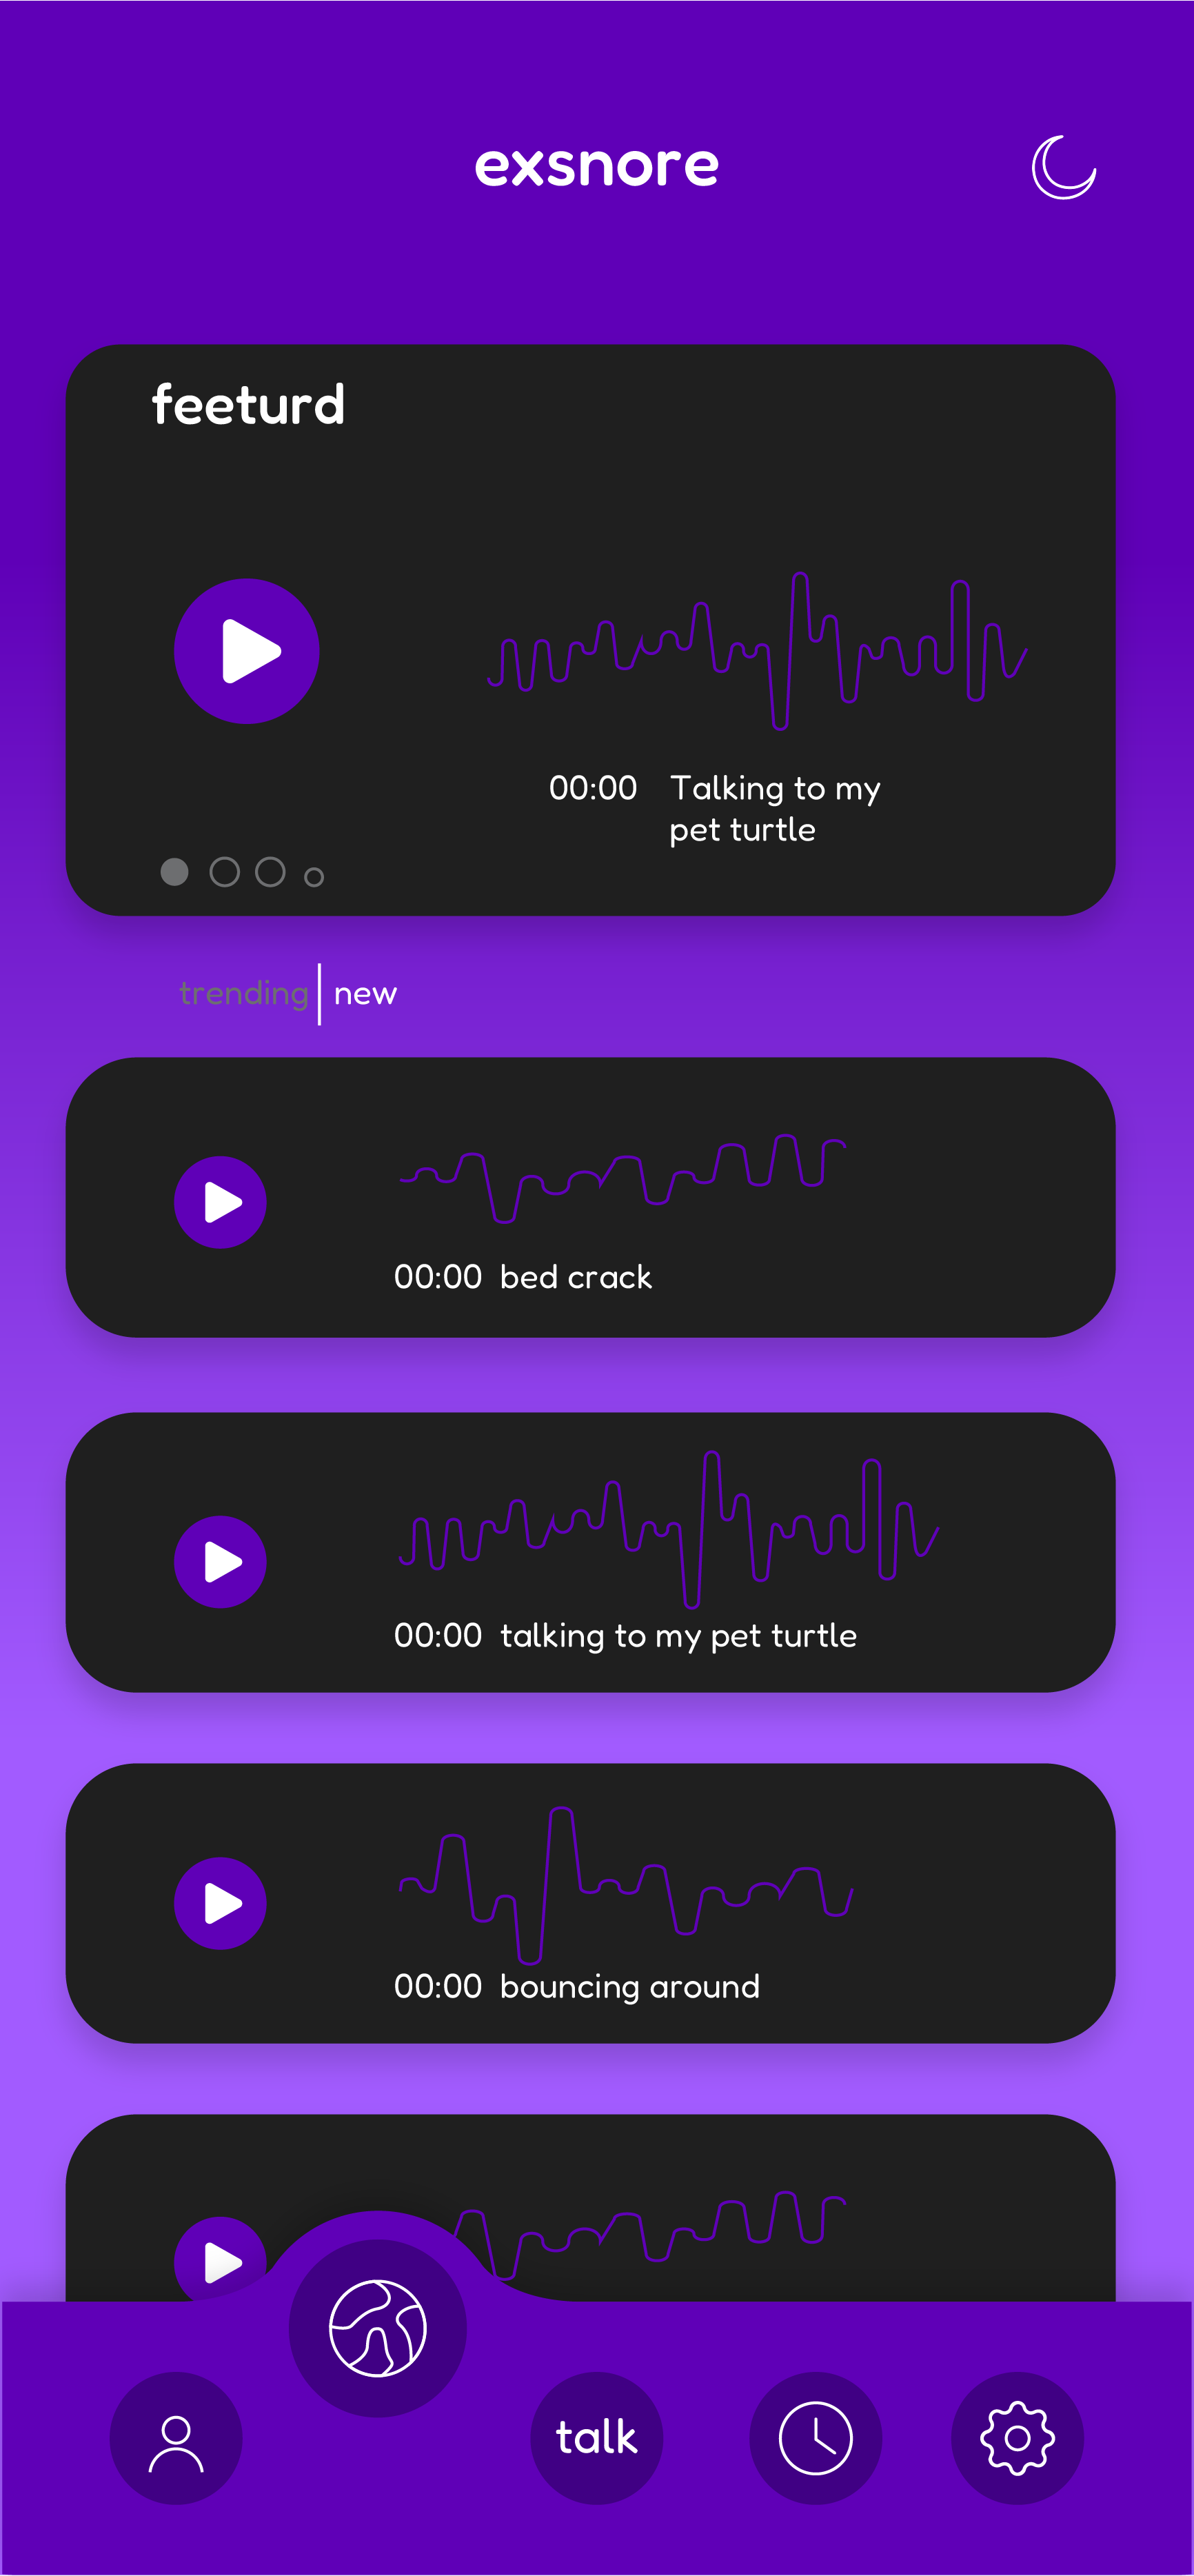 exsnore
feeturd
00:00 Talking to my
pet turtle
trending new
00:00 bed crack
00:00 talking to my pet turtle
00:00 bouncing around
talk